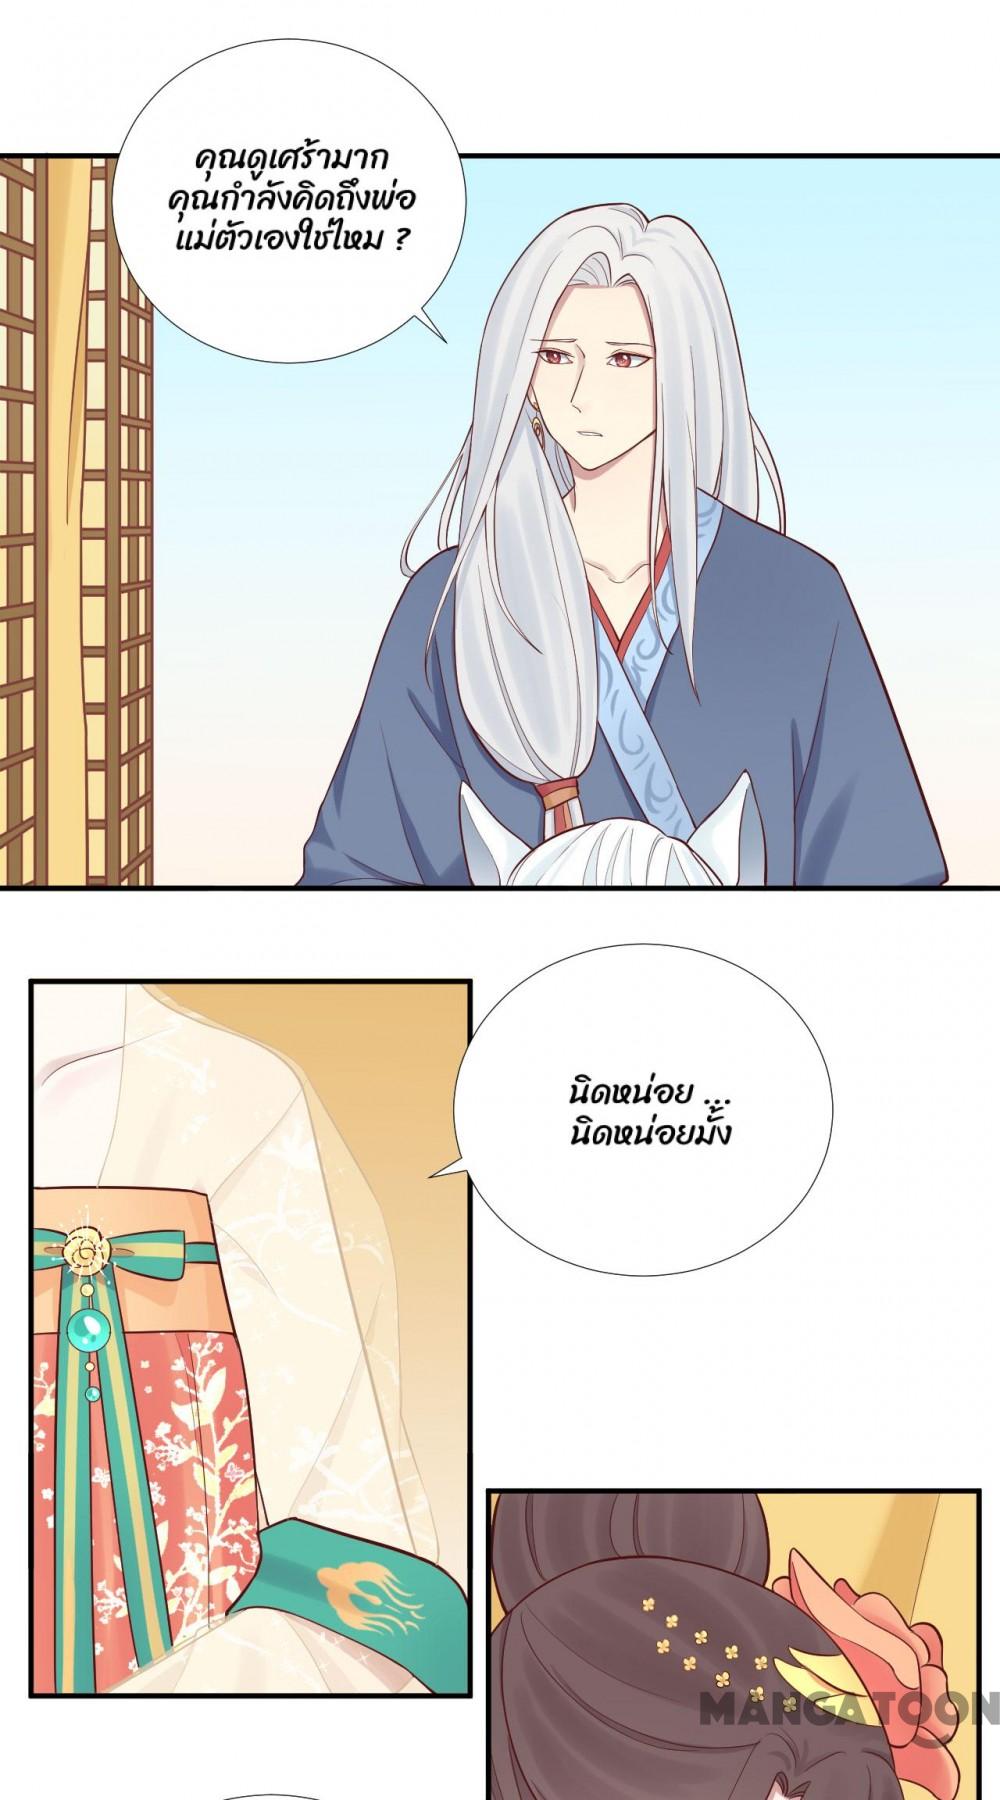 คุณดูเศร้ามาก
คุณกำลังคิดถึงพ่อ
แม่ตัวเองใช่ไหม ?
นิดหน่อย ...
นิดหน่อยมั้ง
MANGATOON